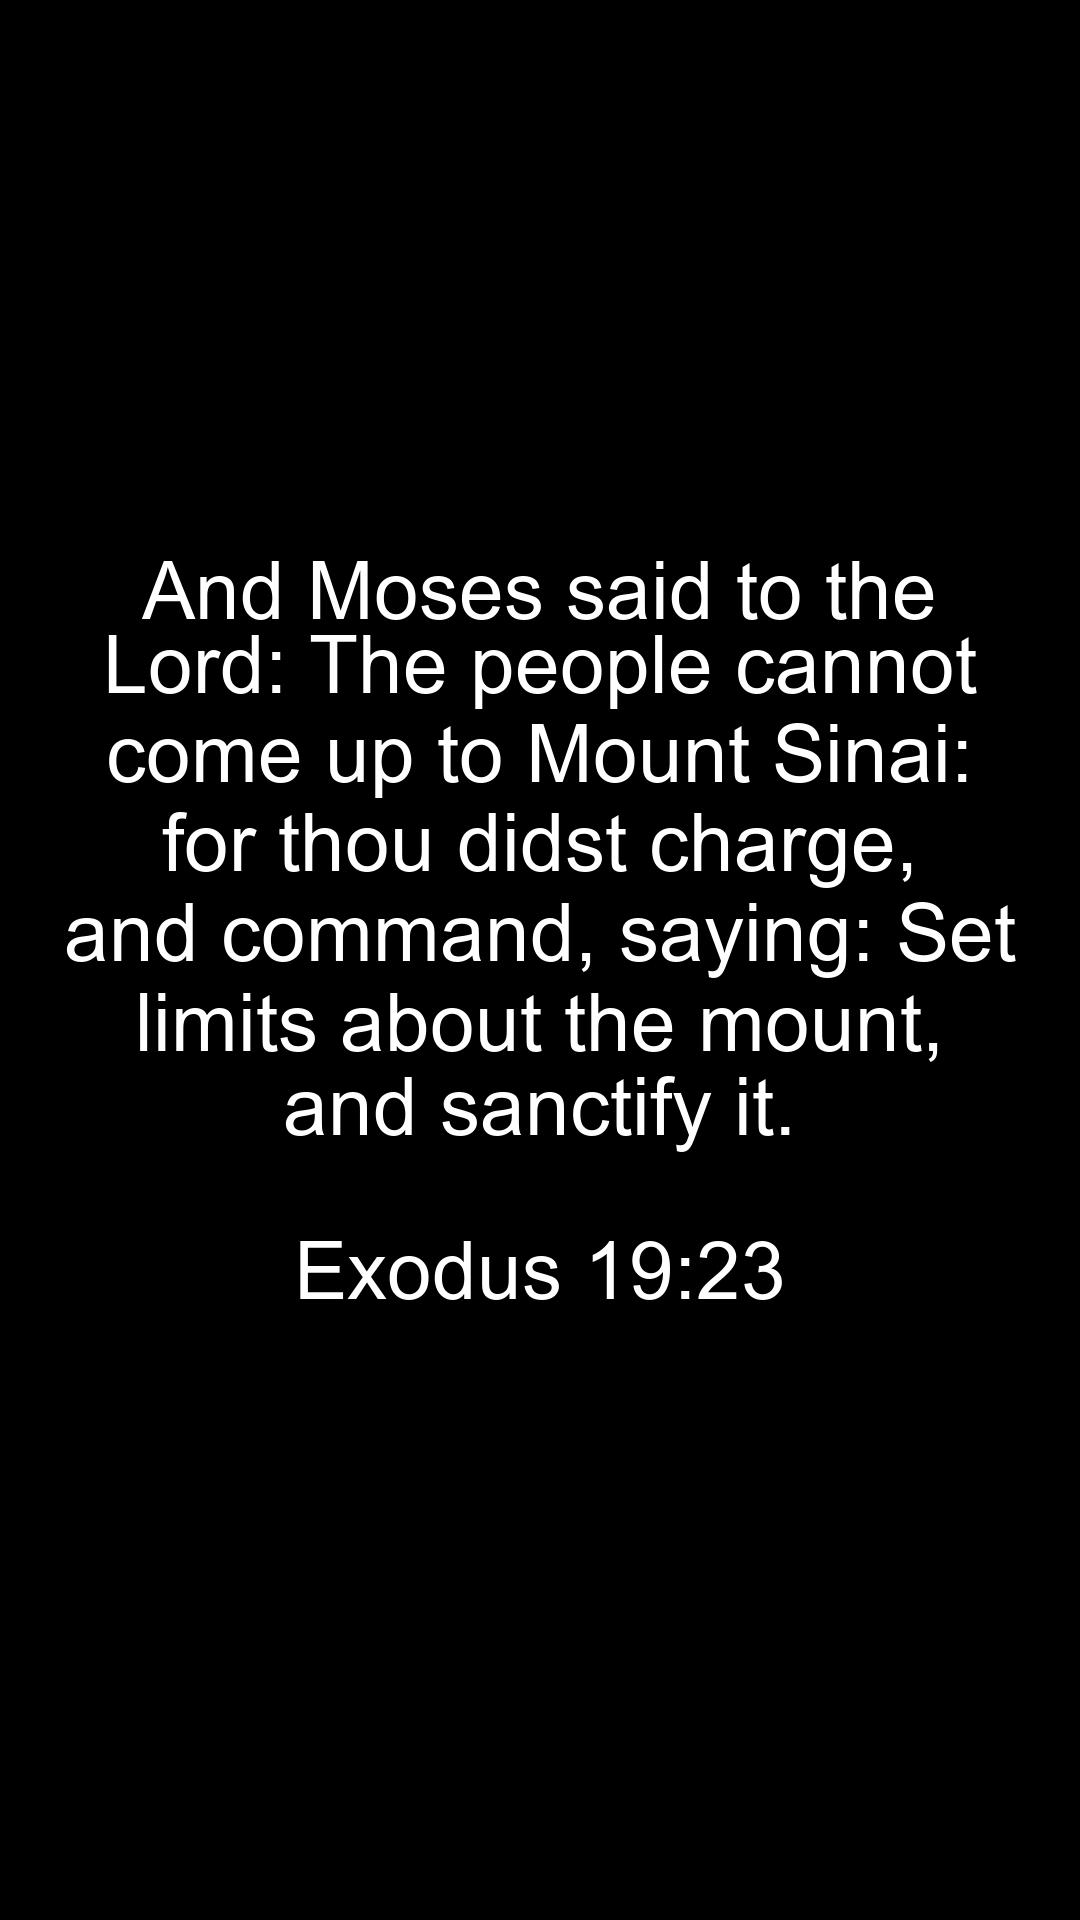 And Moses said to the
Lord: The people cannot
come up to Mount Sinai:
for thou didst charge,
and command, saying: Set
limits about the mount,
and sanctify it.
Exodus 19:23